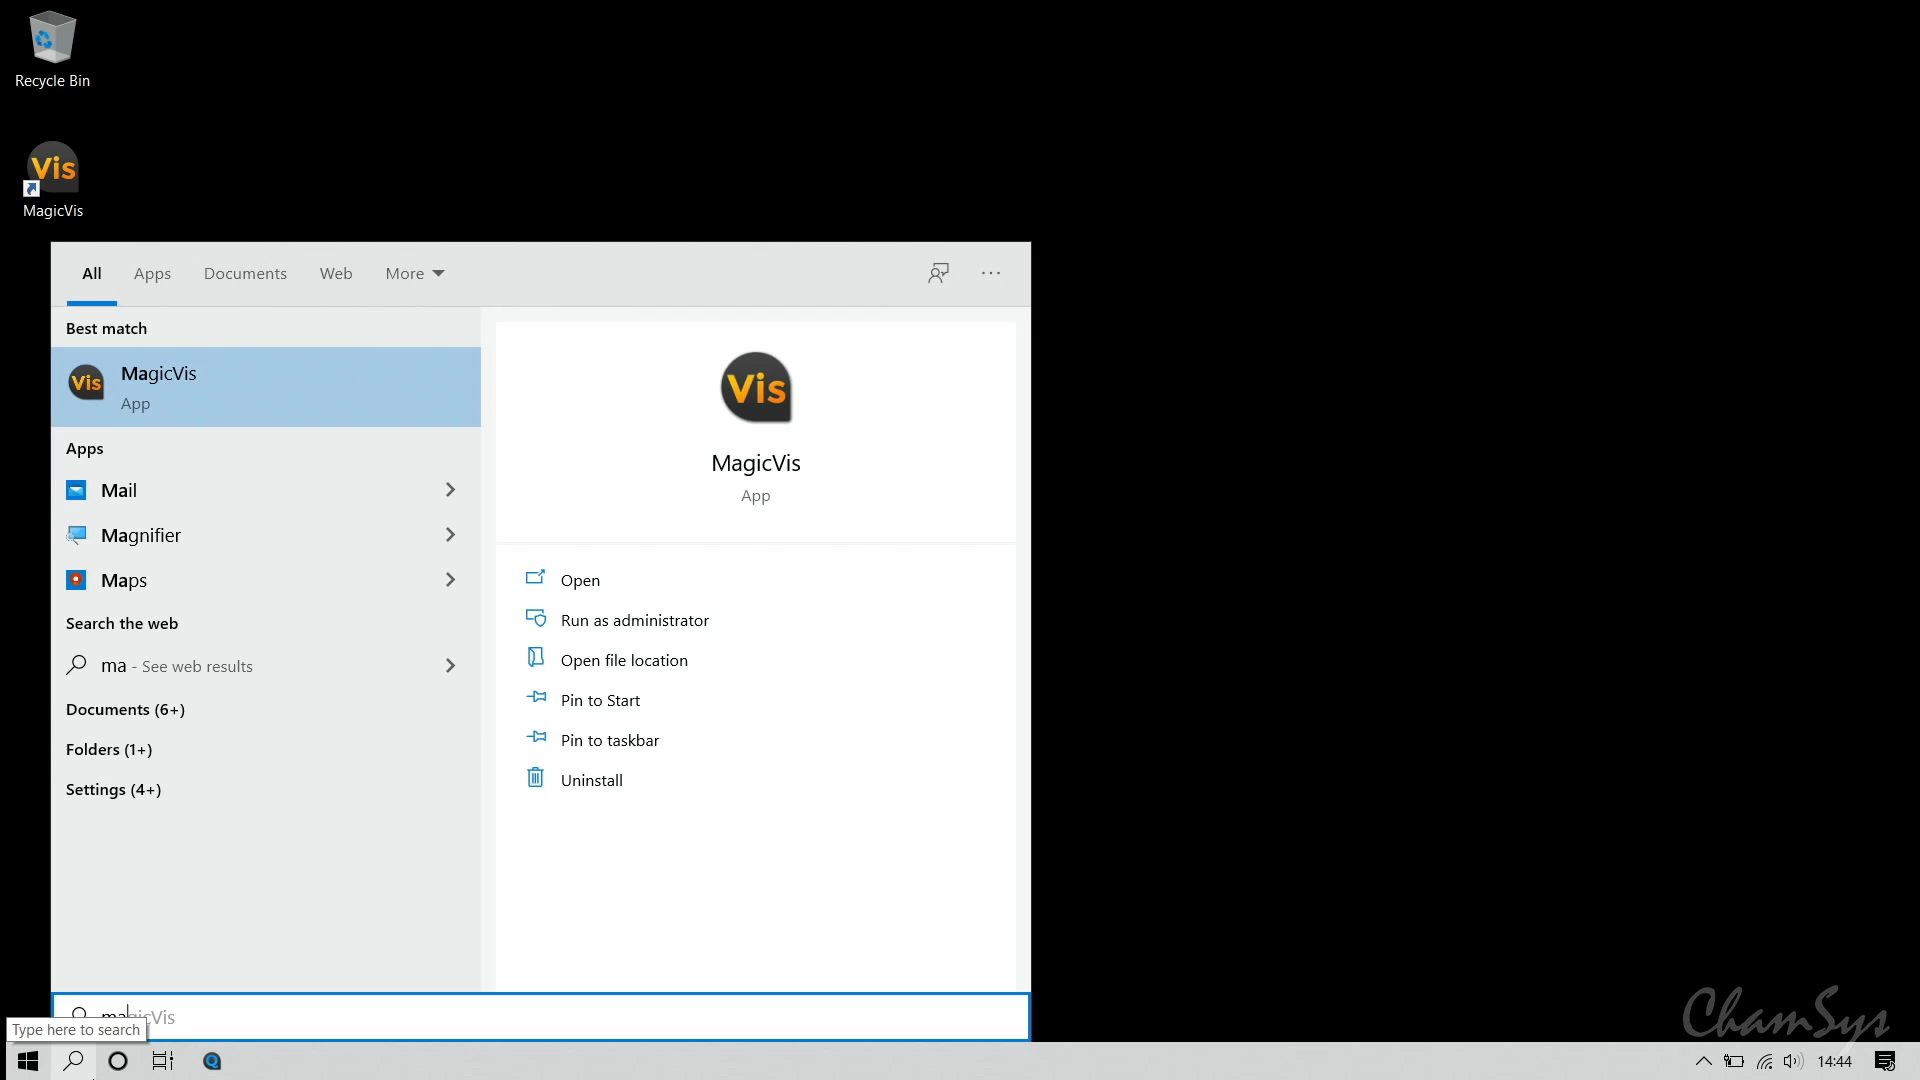 Recycle Bin
Vis
MagicVis
All Apps Documents Web More
Best match
Vis
MagicVis
App
Apps
Mail
Magnifier
Maps
Search the web
ma - See web results
Documents (6+)
Folders (1+)
Settings (4+)
Vis
MagicVis
App
Open
Run as administrator
Open file location
Pin to Start
Pin to taskbar
Uninstall
magicVis
Type here to search
ChamSys
14:44